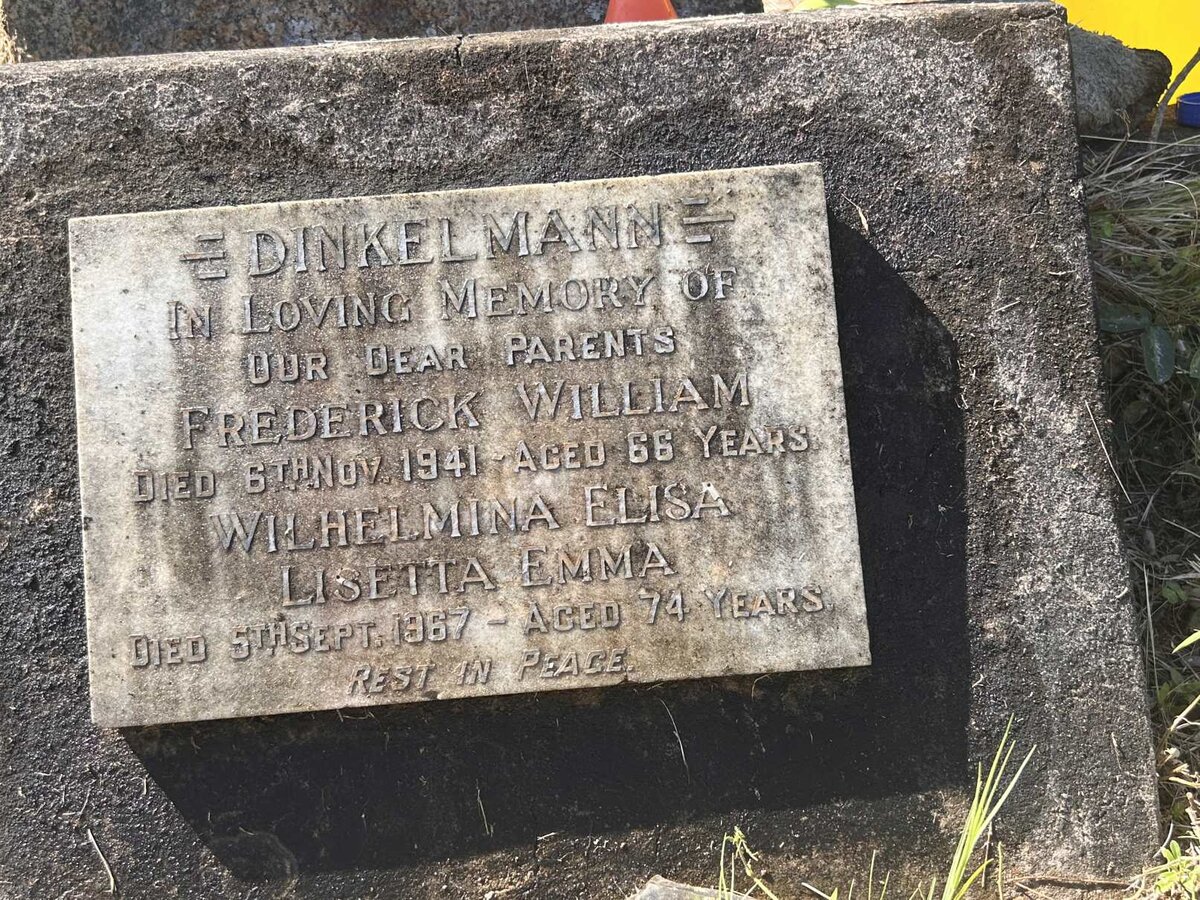 DINKELMANN
IN LOVING MEMORY OF
OUR DEAR PARENTS
FREDERICK WILLIAM
DIED 6TH NOV. 1941 - AGED 66 YEARS.
WILHELMINA ELISA
LISETTA EMMA
DIED 5TH SEPT. 1967 - AGED 74 YEARS.
REST IN PEACE.